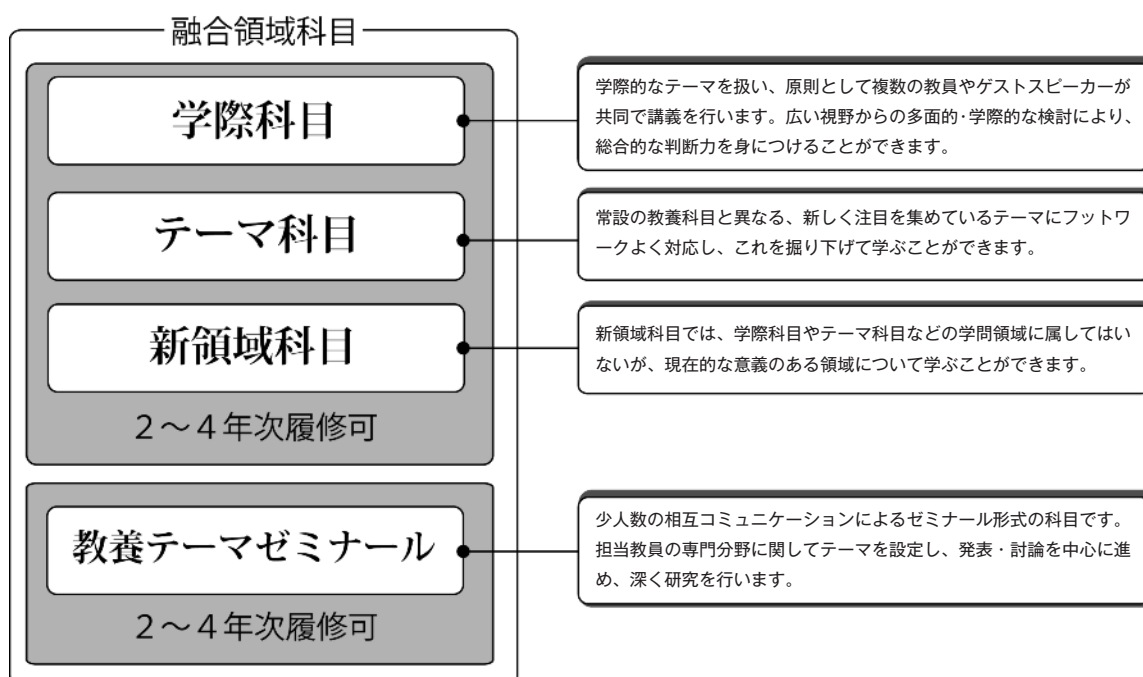 融合領域科目
学際科目
学際的なテーマを扱い、原則として複数の教員やゲストスピーカーが
共同で講義を行います。広い視野からの多面的・学際的な検討により、
総合的な判断力を身につけることができます。
テーマ科目
常設の教養科目と異なる、新しく注目を集めているテーマにフットワ
ークよく対応し、これを掘り下げて学ぶことができます。
新領域科目
新領域科目では、学際科目やテーマ科目などの学問領域に属してはい
ないが、現在的な意義のある領域について学ぶことができます。
2～4年次履修可
教養テーマゼミナール
少人数の相互コミュニケーションによるゼミナール形式の科目です。
担当教員の専門分野に関してテーマを設定し、発表・討論を中心に進
め、深く研究を行います。
2～4年次履修可